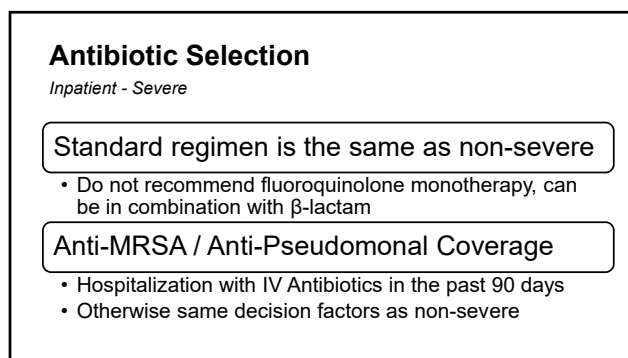 Antibiotic Selection
Inpatient - Severe
Standard regimen is the same as non-severe
• Do not recommend fluoroquinolone monotherapy, can
be in combination with β-lactam
Anti-MRSA / Anti-Pseudomonal Coverage
• Hospitalization with IV Antibiotics in the past 90 days
• Otherwise same decision factors as non-severe